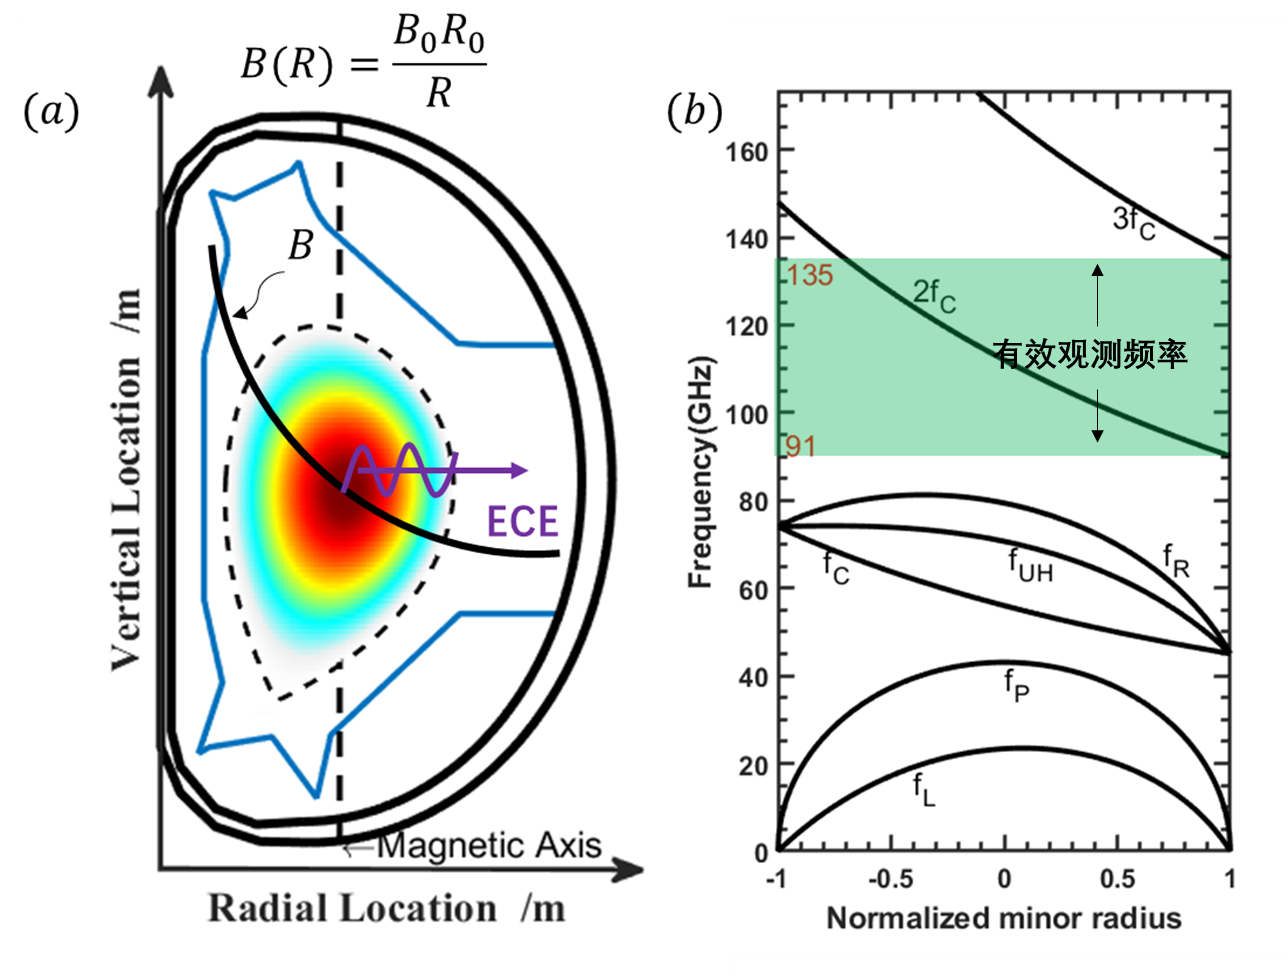 (a)
B(R) = B₀R₀ / R
B
ECE
←Magnetic Axis
Vertical Location /m
Radial Location /m
(b)
160
140
120
100
80
60
40
20
0
Frequency(GHz)
3f_C
135
2f_C
有效观测频率
91
f_R
f_UH
f_C
f_P
f_L
-1
-0.5
0
0.5
1
Normalized minor radius